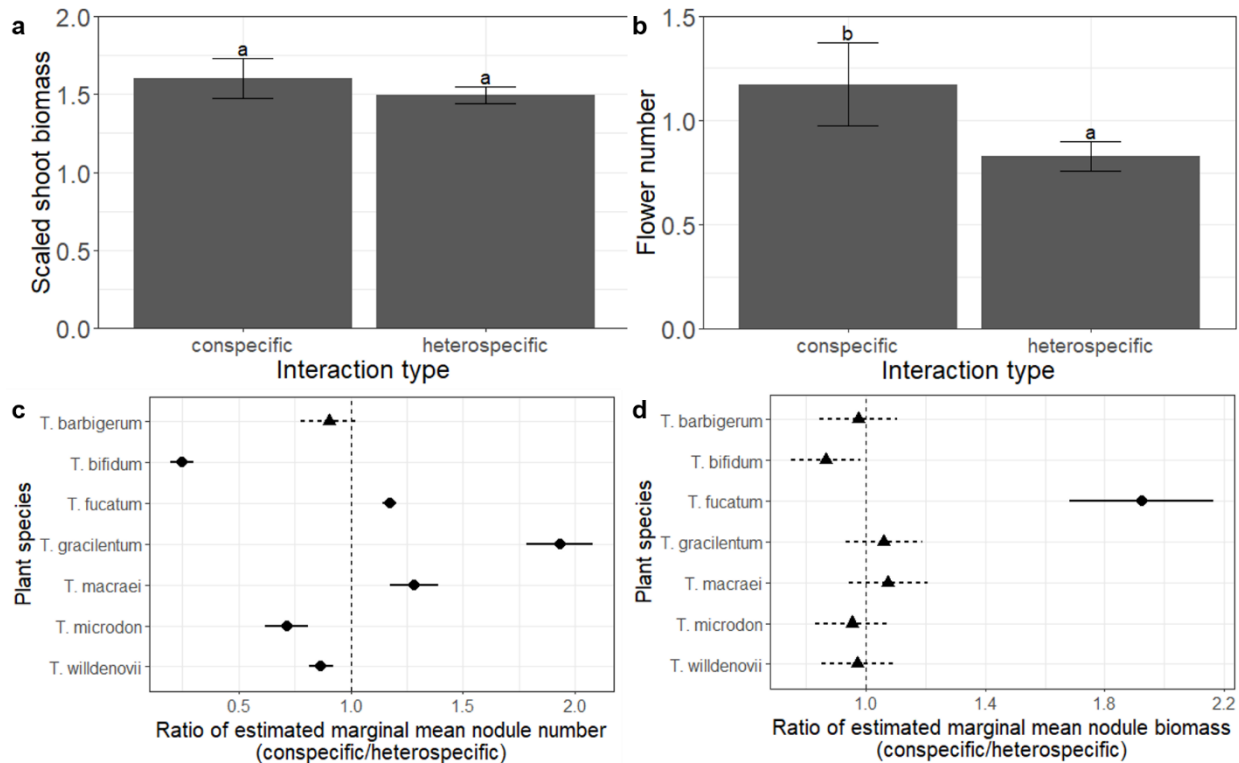 a
Scaled shoot biomass
2.0
1.5
1.0
0.5
0.0
a
a
conspecific
heterospecific
Interaction type
b
Flower number
1.5
1.0
0.5
0.0
b
a
conspecific
heterospecific
Interaction type
c
Plant species
T. barbigerum
T. bifidum
T. fucatum
T. gracilentum
T. macraei
T. microdon
T. willdenovii
0.5
1.0
1.5
2.0
Ratio of estimated marginal mean nodule number
(conspecific/heterospecific)
d
Plant species
T. barbigerum
T. bifidum
T. fucatum
T. gracilentum
T. macraei
T. microdon
T. willdenovii
1.0
1.4
1.8
2.2
Ratio of estimated marginal mean nodule biomass
(conspecific/heterospecific)